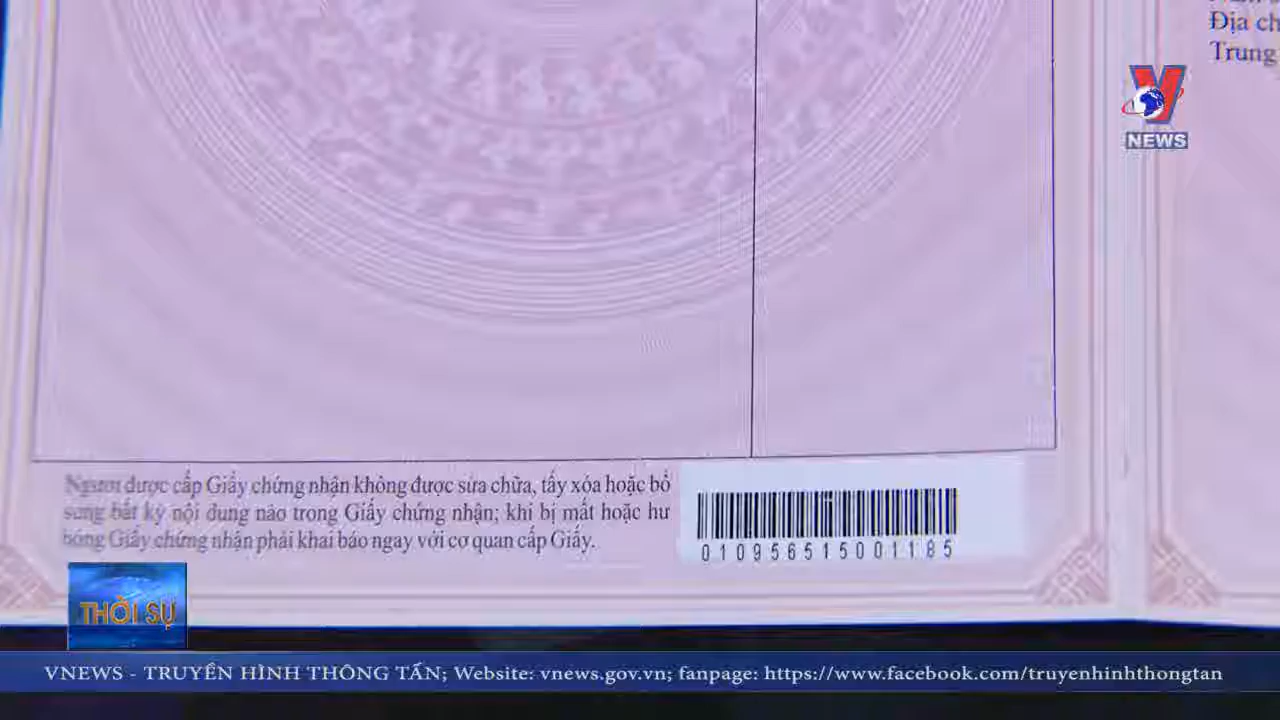 Địa ch
Trung
NEWS
Người được cấp Giấy chứng nhận không được sửa chữa, tẩy xóa hoặc bổ
sung bất kỳ nội dung nào trong Giấy chứng nhận; khi bị mất hoặc hư
hỏng Giấy chứng nhận phải khai báo ngay với cơ quan cấp Giấy.
010956515001185
THỜI SỰ
VNEWS - TRUYỀN HÌNH THÔNG TẤN; Website: vnews.gov.vn; fanpage: https://www.facebook.com/truyenhinhthongtan